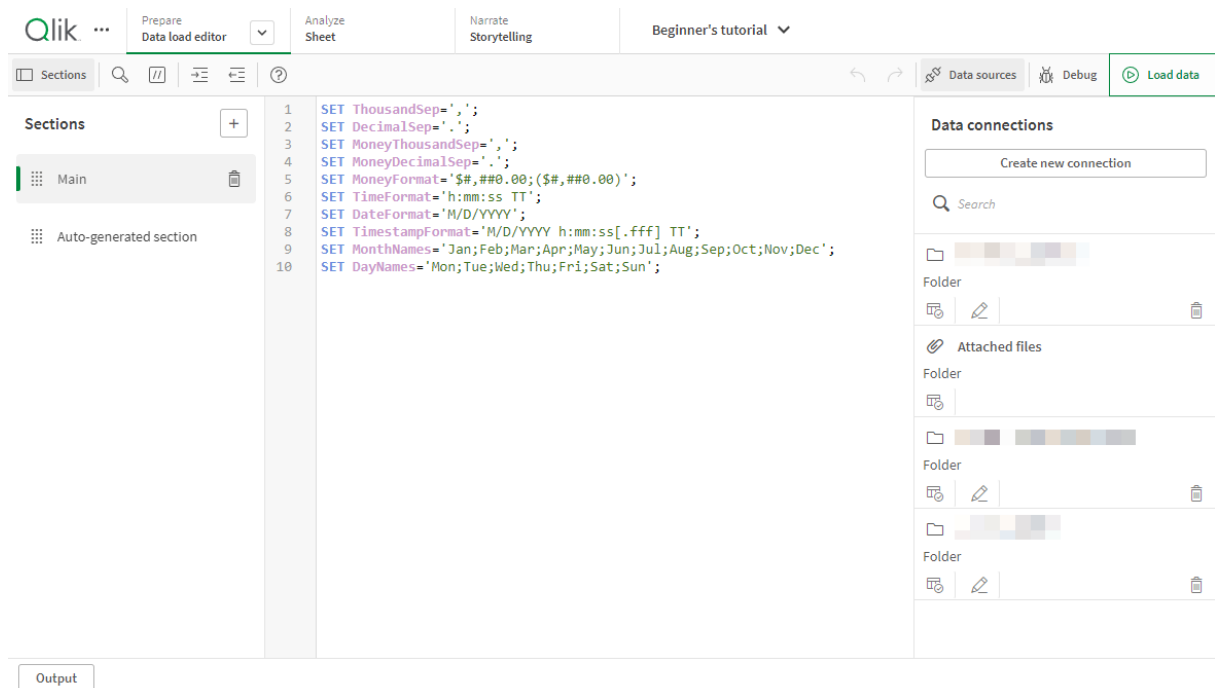 Qlik
Prepare
Data load editor
Analyze
Sheet
Narrate
Storytelling
Beginner's tutorial
Sections
//
?
Data sources
Debug
Load data
Sections
+
Main
Auto-generated section
1 SET ThousandSep=',';
2 SET DecimalSep='.';
3 SET MoneyThousandSep=',';
4 SET MoneyDecimalSep='.';
5 SET MoneyFormat='$#,##0.00;($#,##0.00)';
6 SET TimeFormat='h:mm:ss TT';
7 SET DateFormat='M/D/YYYY';
8 SET TimestampFormat='M/D/YYYY h:mm:ss[.fff] TT';
9 SET MonthNames='Jan;Feb;Mar;Apr;May;Jun;Jul;Aug;Sep;Oct;Nov;Dec';
10 SET DayNames='Mon;Tue;Wed;Thu;Fri;Sat;Sun';
Data connections
Create new connection
Search
Folder
Attached files
Folder
Folder
Folder
Output